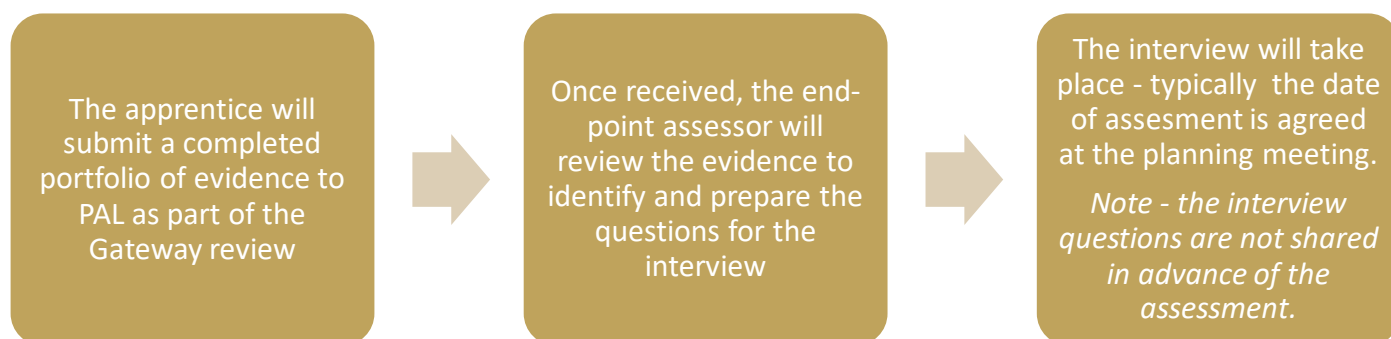 The apprentice will
submit a completed
portfolio of evidence to
PAL as part of the
Gateway review
Once received, the end-
point assessor will
review the evidence to
identify and prepare the
questions for the
interview
The interview will take
place - typically the date
of assesment is agreed
at the planning meeting.
Note - the interview
questions are not shared
in advance of the
assessment.